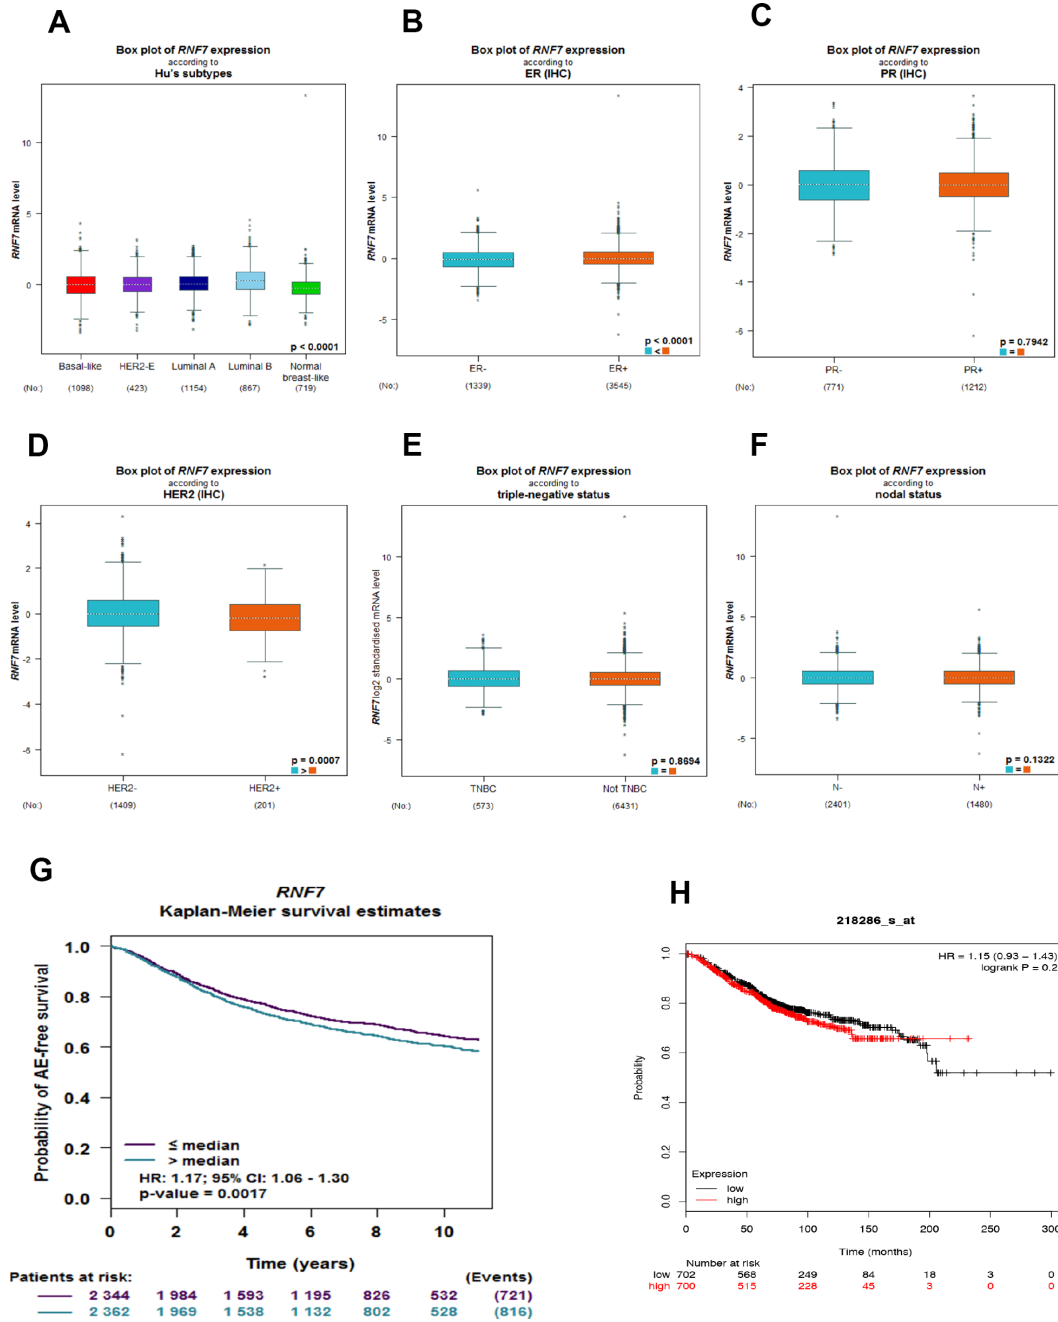 A
Box plot of RNF7 expression
according to
Hu's subtypes
RNF7 mRNA level
10
5
0
p < 0.0001
Basal-like HER2-E Luminal A Luminal B Normal breast-like
(No:) (1098) (423) (1154) (867) (719)
B
Box plot of RNF7 expression
according to
ER (IHC)
RNF7 mRNA level
10
5
0
-5
p < 0.0001
<
ER- ER+
(No:) (1339) (3545)
C
Box plot of RNF7 expression
according to
PR (IHC)
RNF7 mRNA level
4
2
0
-2
-4
-6
p = 0.7942
=
PR- PR+
(No:) (771) (1212)
D
Box plot of RNF7 expression
according to
HER2 (IHC)
RNF7 mRNA level
4
2
0
-2
-4
-6
p = 0.0007
>
HER2- HER2+
(No:) (1409) (201)
E
Box plot of RNF7 expression
according to
triple-negative status
RNF7 log2 standardised mRNA level
10
5
0
-5
p = 0.8694
=
TNBC Not TNBC
(No:) (573) (6431)
F
Box plot of RNF7 expression
according to
nodal status
RNF7 mRNA level
10
5
0
-5
p = 0.1322
=
N- N+
(No:) (2401) (1480)
G
RNF7
Kaplan-Meier survival estimates
Probability of AE-free survival
1.0
0.8
0.6
0.4
0.2
0.0
≤ median
> median
HR: 1.17; 95% CI: 1.06 - 1.30
p-value = 0.0017
0 2 4 6 8 10
Time (years)
Patients at risk: (Events)
2 344 1 984 1 593 1 195 826 532 (721)
2 362 1 969 1 538 1 132 802 528 (816)
H
218286_s_at
HR = 1.15 (0.93 − 1.43)
logrank P = 0.2
Probability
1.0
0.8
0.6
0.4
0.2
0.0
Expression
low
high
0 50 100 150 200 250 300
Time (months)
Number at risk
low 702 568 249 84 18 3 0
high 700 515 228 45 3 0 0